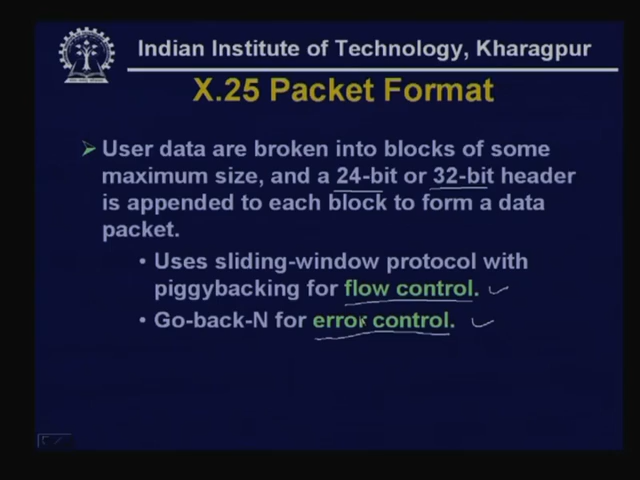 Indian Institute of Technology, Kharagpur
X.25 Packet Format
➢ User data are broken into blocks of some
maximum size, and a 24-bit or 32-bit header
is appended to each block to form a data
packet.
• Uses sliding-window protocol with
piggybacking for flow control.
• Go-back-N for error control.